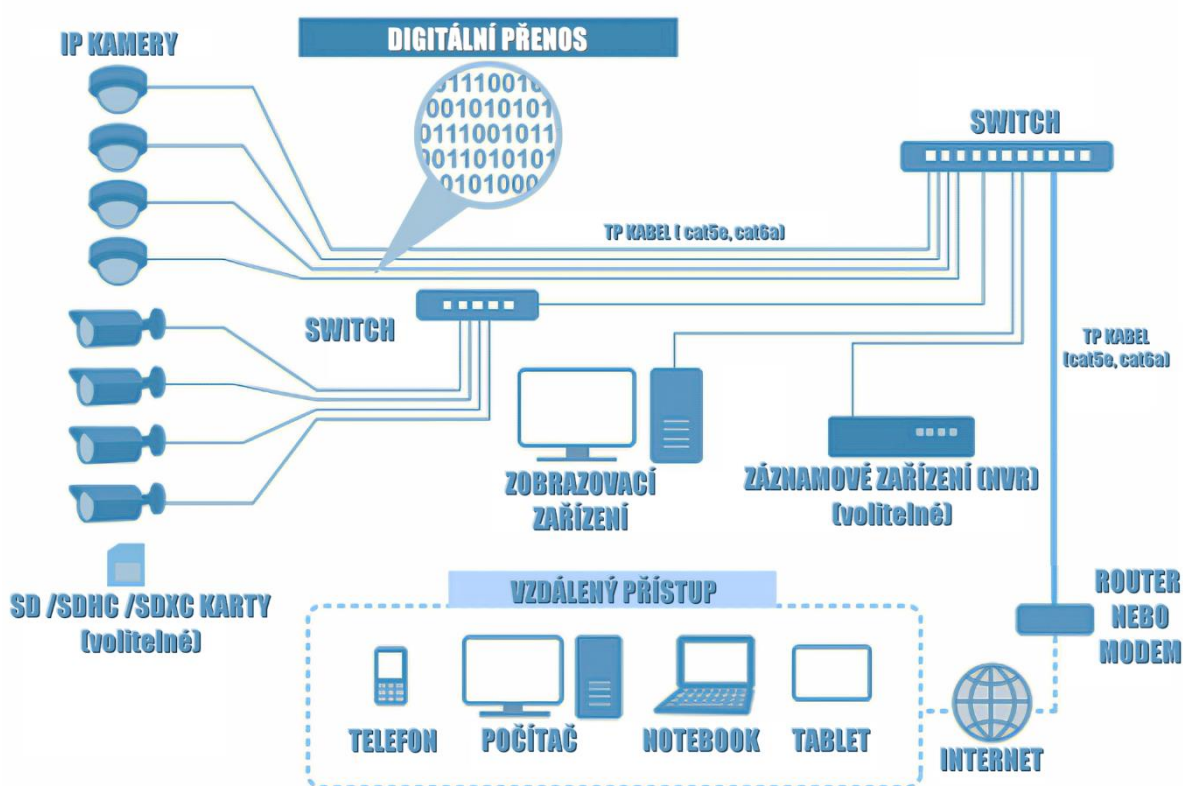 IP KAMERY
DIGITÁLNÍ PŘENOS
01110010
001010101
0111001011
0011010101
0101000
SWITCH
TP KABEL ( cat5e, cat6a)
SWITCH
TP KABEL
(cat5e, cat6a)
ZOBRAZOVACÍ
ZAŘÍZENÍ
ZÁZNAMOVÉ ZAŘÍZENÍ (NVR)
(volitelné)
SD /SDHC /SDXC KARTY
(volitelné)
VZDÁLENÝ PŘÍSTUP
ROUTER
NEBO
MODEM
TELEFON
POČÍTAČ
NOTEBOOK
TABLET
INTERNET